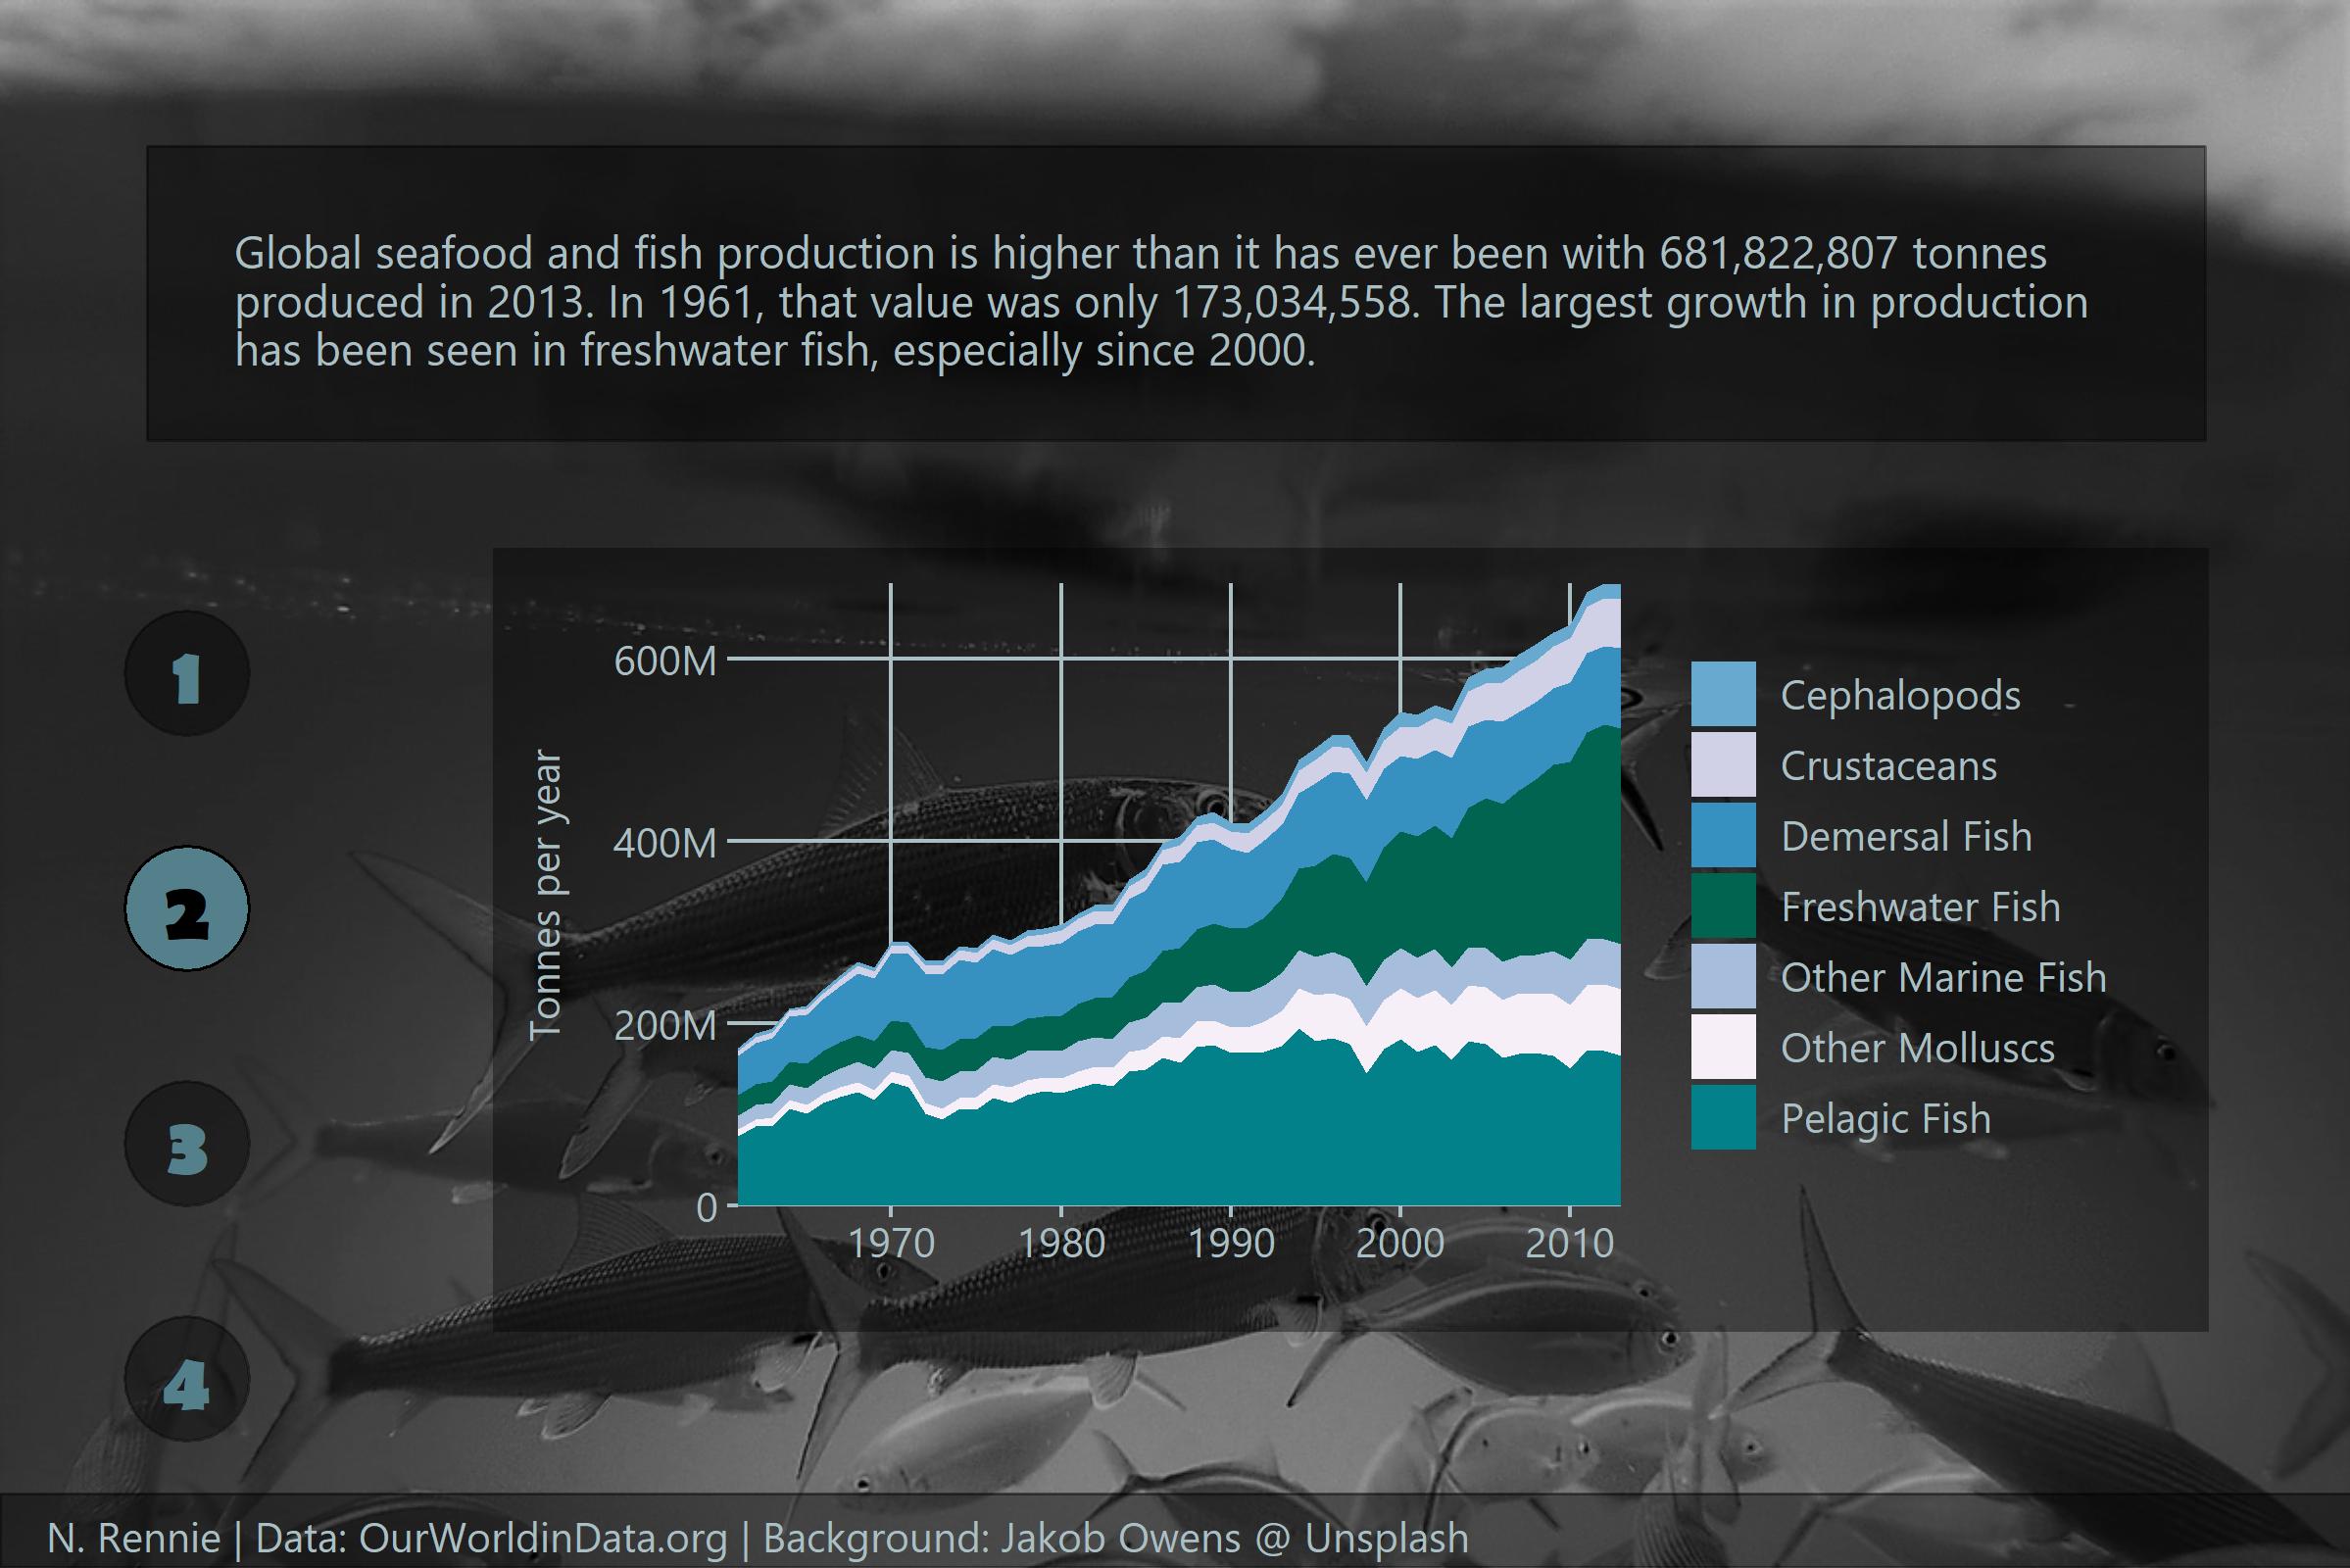 Global seafood and fish production is higher than it has ever been with 681,822,807 tonnes
produced in 2013. In 1961, that value was only 173,034,558. The largest growth in production
has been seen in freshwater fish, especially since 2000.
1
2
3
4
Tonnes per year
600M
400M
200M
0
1970 1980 1990 2000 2010
Cephalopods
Crustaceans
Demersal Fish
Freshwater Fish
Other Marine Fish
Other Molluscs
Pelagic Fish
N. Rennie | Data: OurWorldinData.org | Background: Jakob Owens @ Unsplash